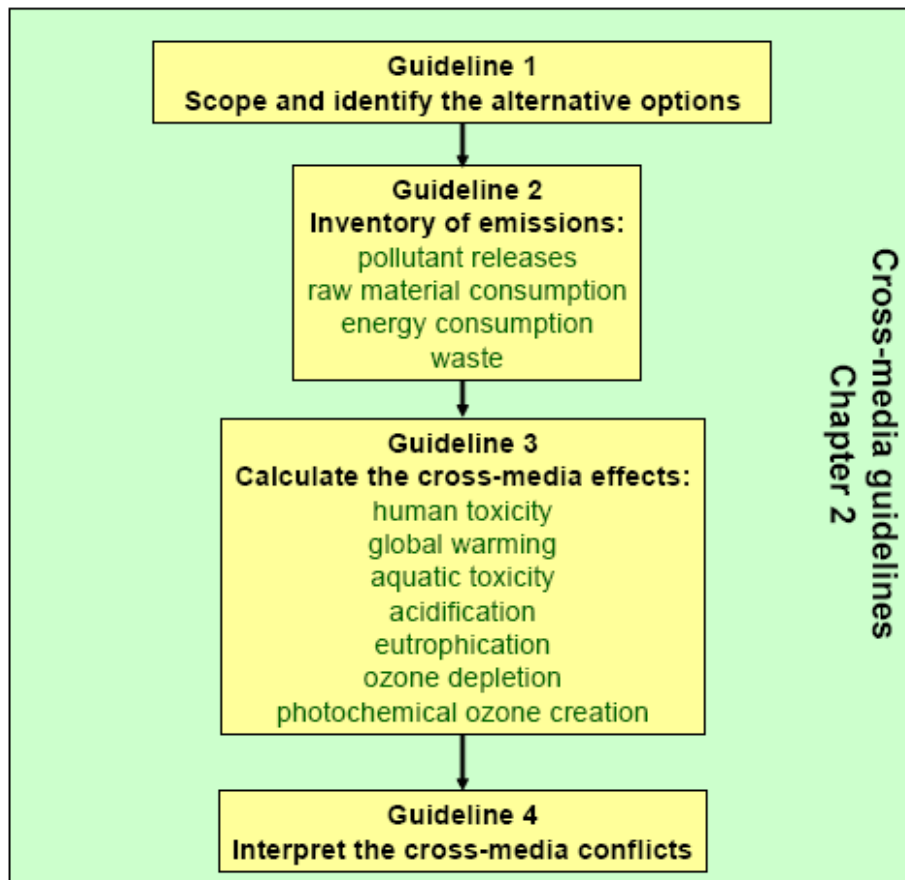 Guideline 1
Scope and identify the alternative options
Guideline 2
Inventory of emissions:
pollutant releases
raw material consumption
energy consumption
waste
Guideline 3
Calculate the cross-media effects:
human toxicity
global warming
aquatic toxicity
acidification
eutrophication
ozone depletion
photochemical ozone creation
Guideline 4
Interpret the cross-media conflicts
Cross-media guidelines
Chapter 2